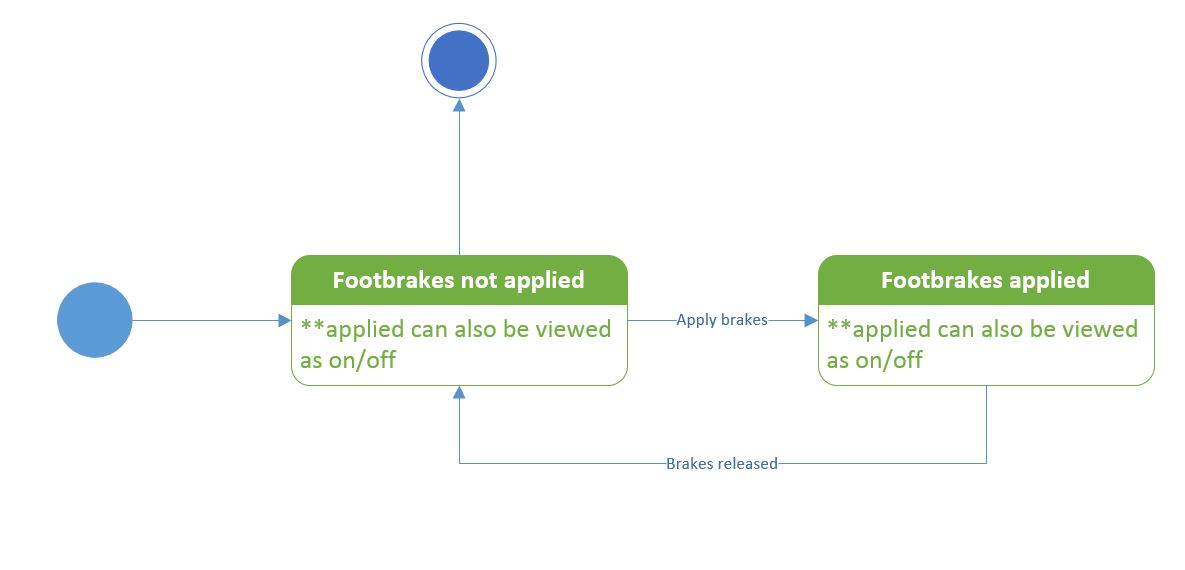 Footbrakes not applied
**applied can also be viewed
as on/off
Apply brakes
Footbrakes applied
**applied can also be viewed
as on/off
Brakes released